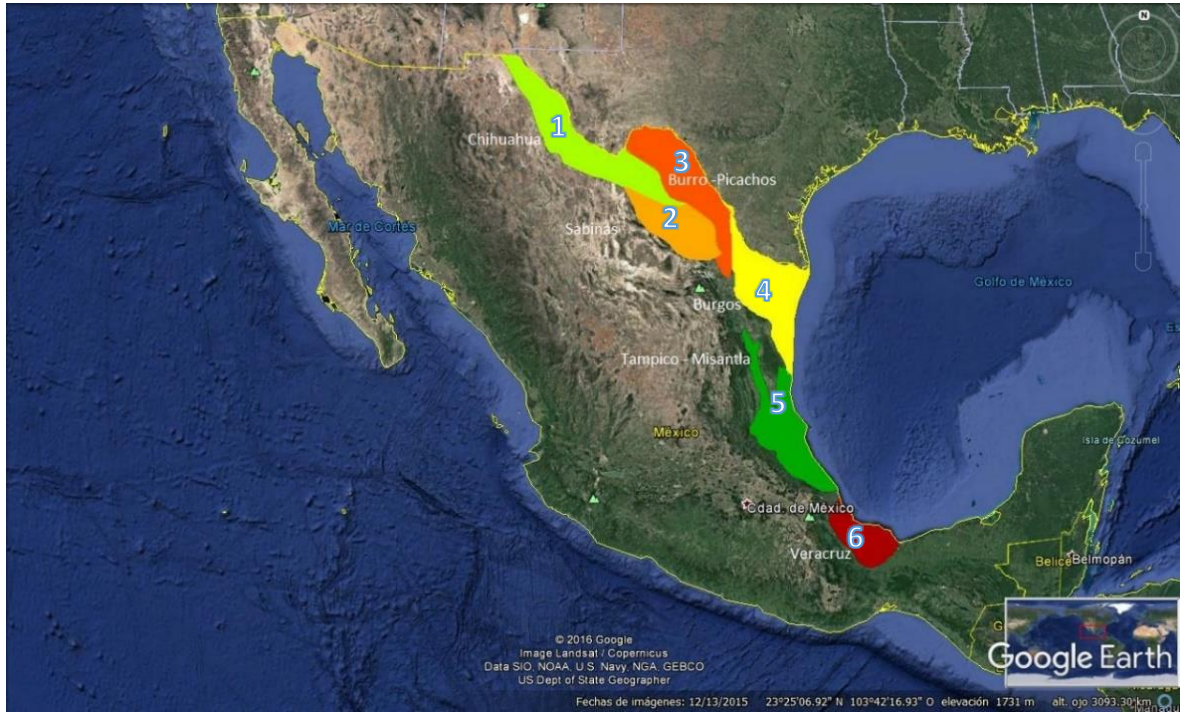 N
1
Chihuahua
3
Burro -Picachos
2
Sabinas
Mar de Cortés
4
Burgos
Golfo de México
Tampico - Misantla
5
México
Isla de Cozumel
Cdad. de México
6
Veracruz
Belice
Belmopán
© 2016 Google
Image Landsat / Copernicus
Data SIO, NOAA, U.S. Navy, NGA, GEBCO
US Dept of State Geographer
Google Earth
Fechas de imágenes: 12/13/2015 23°25'06.92" N 103°42'16.93" O elevación 1731 m alt. ojo 3093.30 km